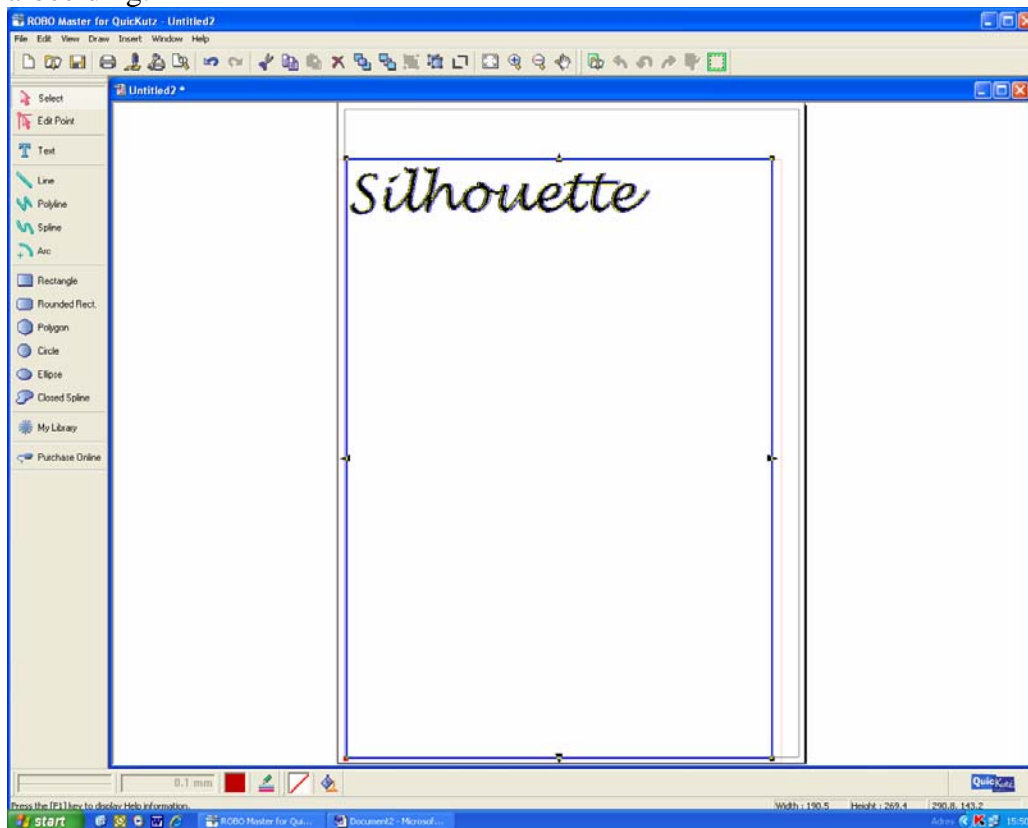 ROBO Master for QuicKutz - Untitled2
File Edit View Draw Insert Window Help
Untitled2 *
Select
Edit Point
Text
Line
Polyline
Spline
Arc
Rectangle
Rounded Rect.
Polygon
Circle
Ellipse
Closed Spline
My Library
Purchase Online
Silhouette
0.1 mm
QuicKutz
Press the [F1] key to display Help information.
Width : 190.5 Height : 269.4 290.8, 143.2
start ROBO Master for Qui... Document2 - Microsof... Adres 15:50